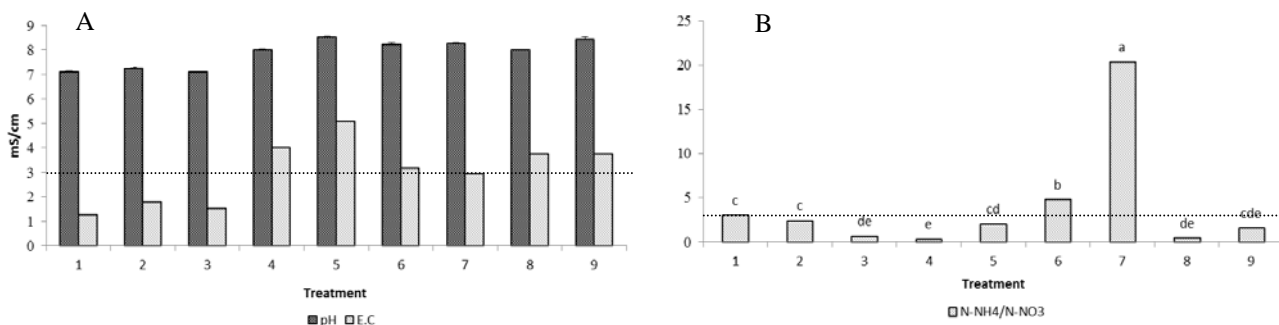 A
9
8
7
6
5
4
3
2
1
0
mS/cm
1 2 3 4 5 6 7 8 9
Treatment
pH E.C
B
25
20
15
10
5
0
c c de e cd b a de cde
1 2 3 4 5 6 7 8 9
Treatment
N-NH4/N-NO3